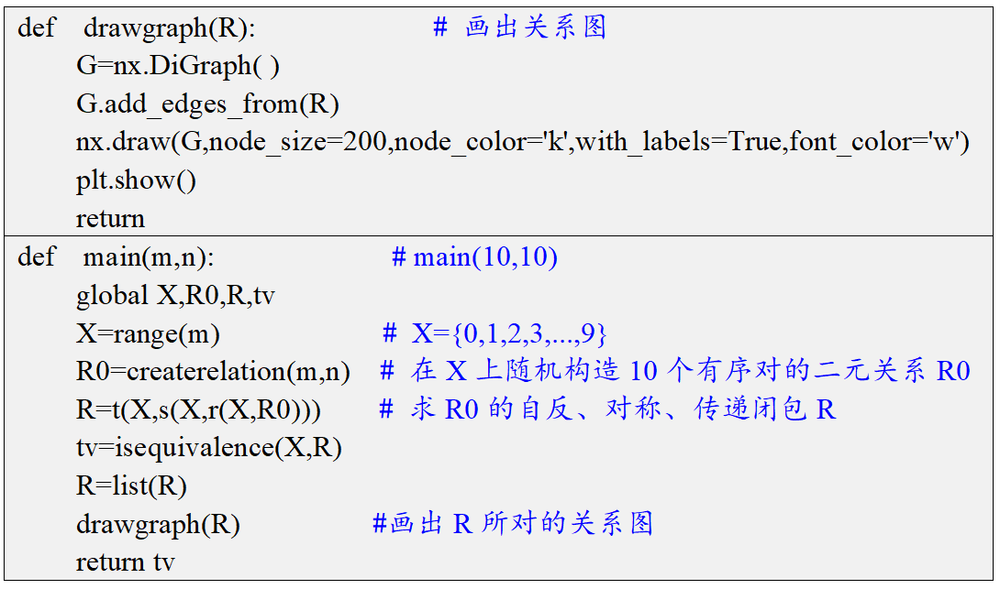 def drawgraph(R): # 画出关系图
G=nx.DiGraph( )
G.add_edges_from(R)
nx.draw(G,node_size=200,node_color='k',with_labels=True,font_color='w')
plt.show()
return
def main(m,n): # main(10,10)
global X,R0,R,tv
X=range(m) # X={0,1,2,3,...,9}
R0=createrelation(m,n) # 在 X 上随机构造 10 个有序对的二元关系 R0
R=t(X,s(X,r(X,R0))) # 求 R0 的自反、对称、传递闭包 R
tv=isequivalence(X,R)
R=list(R)
drawgraph(R) #画出 R 所对的关系图
return tv